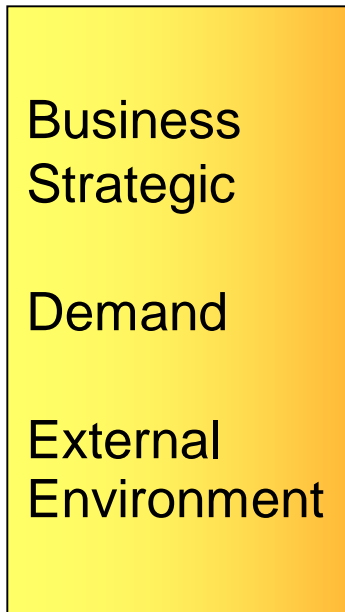 Business
Strategic
Demand
External
Environment